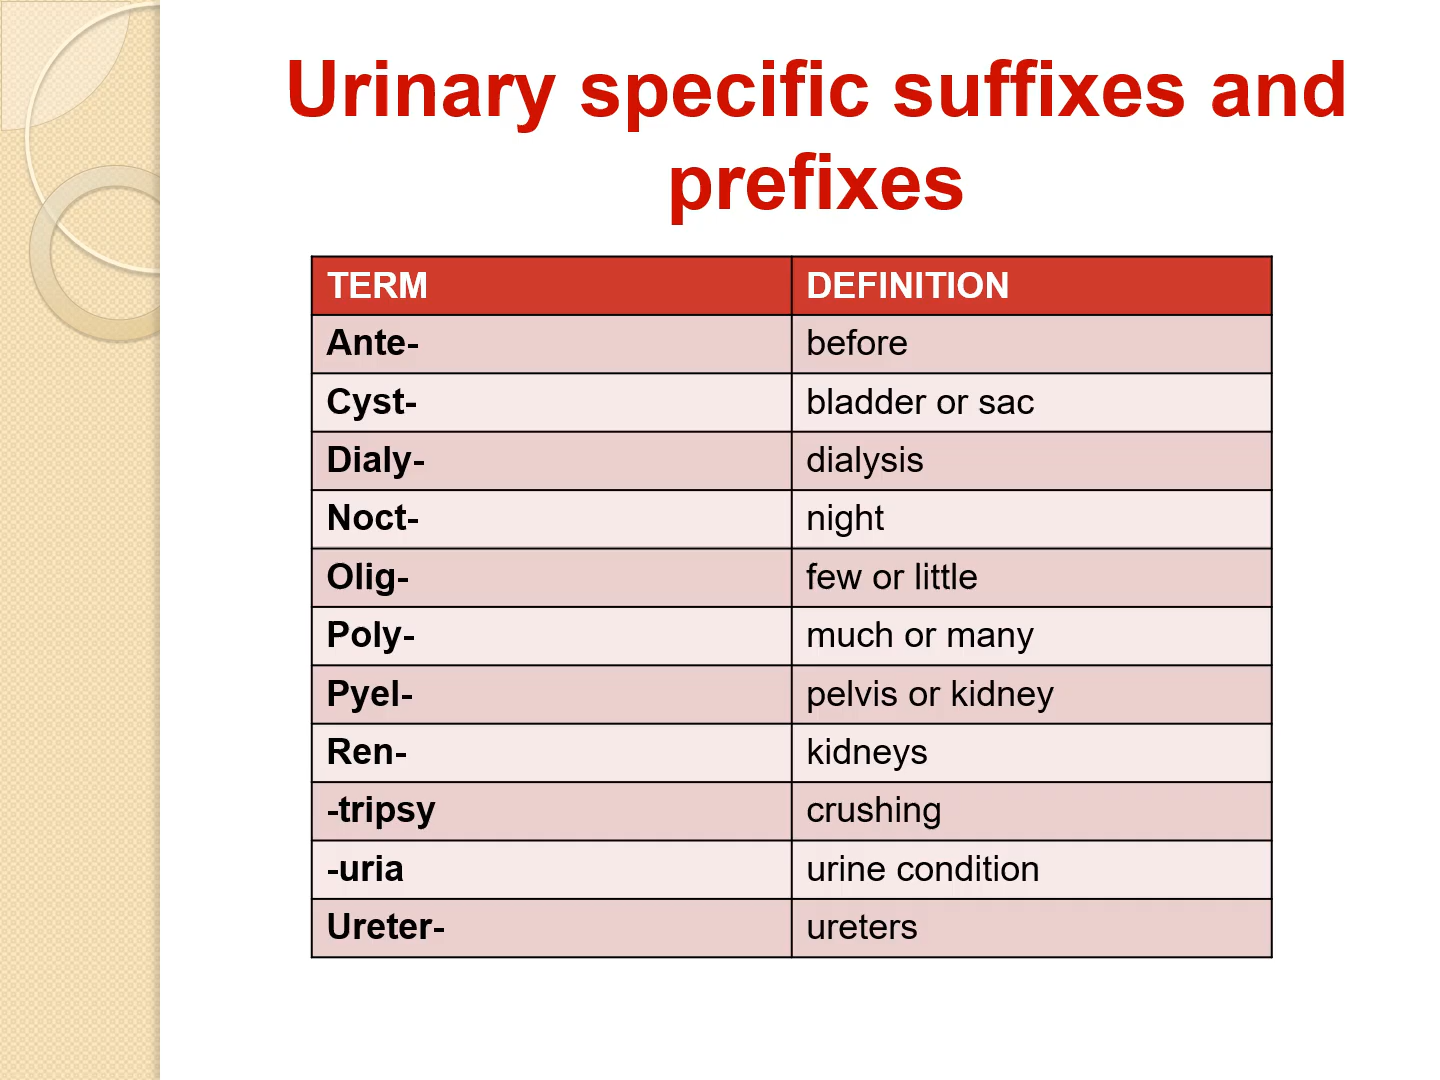 Urinary specific suffixes and
prefixes
TERM DEFINITION
Ante- before
Cyst- bladder or sac
Dialy- dialysis
Noct- night
Olig- few or little
Poly- much or many
Pyel- pelvis or kidney
Ren- kidneys
-tripsy crushing
-uria urine condition
Ureter- ureters